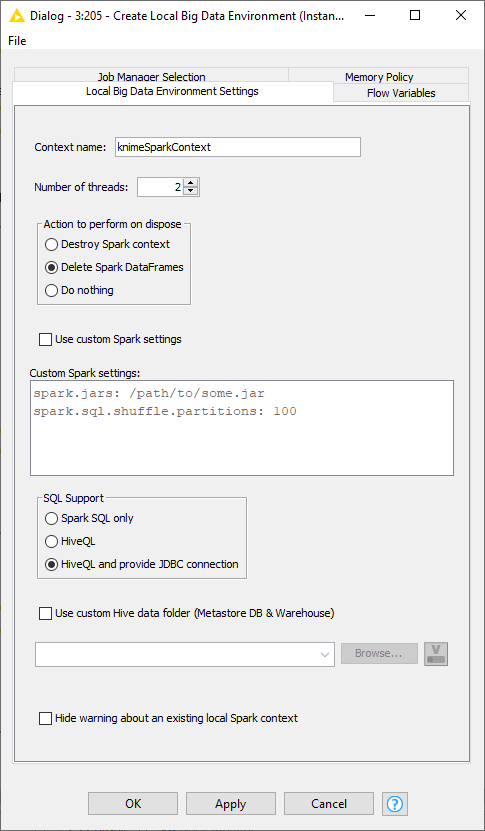 Dialog - 3:205 - Create Local Big Data Environment (Instan...
File
Job Manager Selection
Memory Policy
Local Big Data Environment Settings
Flow Variables
Context name:
knimeSparkContext
Number of threads:
2
Action to perform on dispose
Destroy Spark context
Delete Spark DataFrames
Do nothing
Use custom Spark settings
Custom Spark settings:
spark.jars: /path/to/some.jar
spark.sql.shuffle.partitions: 100
SQL Support
Spark SQL only
HiveQL
HiveQL and provide JDBC connection
Use custom Hive data folder (Metastore DB & Warehouse)
Browse...
V
Hide warning about an existing local Spark context
OK
Apply
Cancel
?